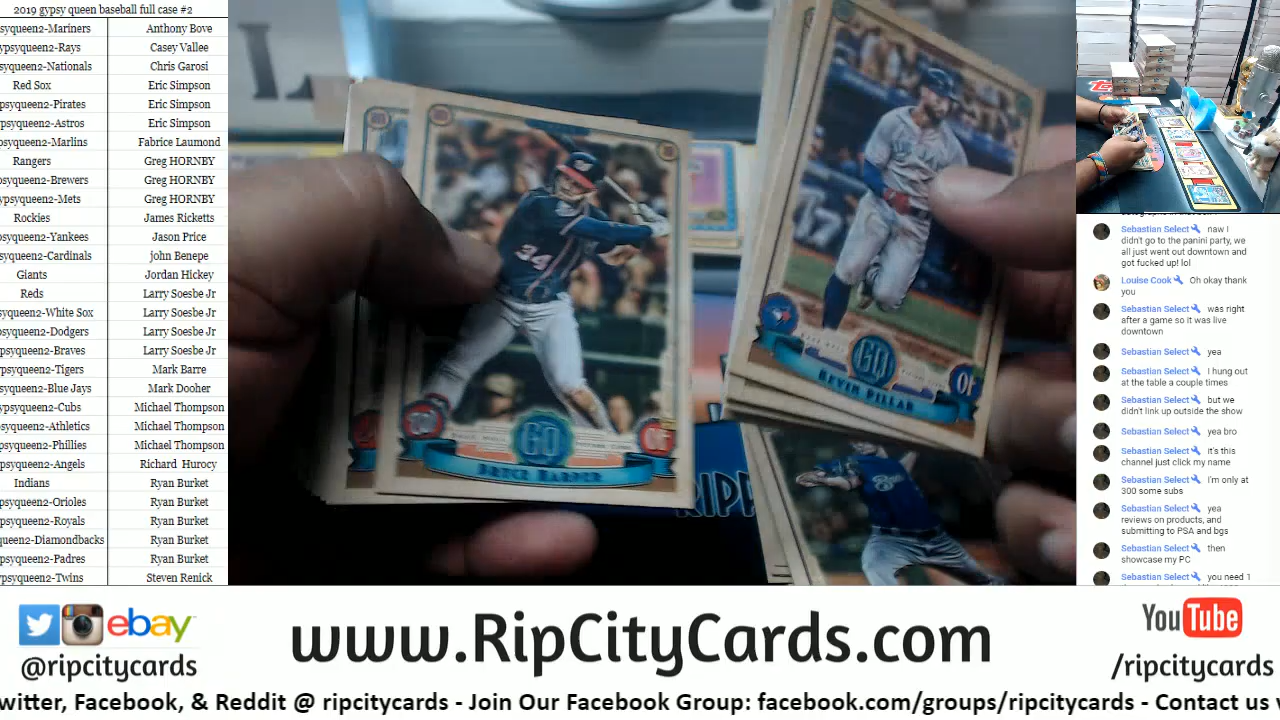 2019 gypsy queen baseball full case #2
syqueen2-Mariners Anthony Bove
ypsyqueen2-Rays Casey Vallee
syqueen2-Nationals Chris Garosi
Red Sox Eric Simpson
psyqueen2-Pirates Eric Simpson
psyqueen2-Astros Eric Simpson
psyqueen2-Marlins Fabrice Laumond
Rangers Greg HORNBY
psyqueen2-Brewers Greg HORNBY
ypsyqueen2-Mets Greg HORNBY
Rockies James Ricketts
psyqueen2-Yankees Jason Price
psyqueen2-Cardinals john Benepe
Giants Jordan Hickey
Reds Larry Soesbe Jr
psyqueen2-White Sox Larry Soesbe Jr
psyqueen2-Dodgers Larry Soesbe Jr
psyqueen2-Braves Larry Soesbe Jr
psyqueen2-Tigers Mark Barre
psyqueen2-Blue Jays Mark Dooher
ypsyqueen2-Cubs Michael Thompson
psyqueen2-Athletics Michael Thompson
psyqueen2-Phillies Michael Thompson
psyqueen2-Angels Richard Hurocy
Indians Ryan Burket
psyqueen2-Orioles Ryan Burket
psyqueen2-Royals Ryan Burket
queen2-Diamondbacks Ryan Burket
psyqueen2-Padres Ryan Burket
psyqueen2-Twins Steven Renick
34
GQ
OF
BRYCE HARPER
GQ
OF
KEVIN PILLAR
RIPP
Sebastian Select naw I
didn't go to the panini party, we
all just went out downtown and
got fucked up! lol
Louise Cook Oh okay thank
you
Sebastian Select was right
after a game so it was live
downtown
Sebastian Select yea
Sebastian Select I hung out
at the table a couple times
Sebastian Select but we
didn't link up outside the show
Sebastian Select yea bro
Sebastian Select it's this
channel just click my name
Sebastian Select I'm only at
300 some subs
Sebastian Select yea
reviews on products, and
submitting to PSA and bgs
Sebastian Select then
showcase my PC
Sebastian Select you need 1
ebay
@ripcitycards
www.RipCityCards.com
YouTube
/ripcitycards
witter, Facebook, & Reddit @ ripcitycards - Join Our Facebook Group: facebook.com/groups/ripcitycards - Contact us